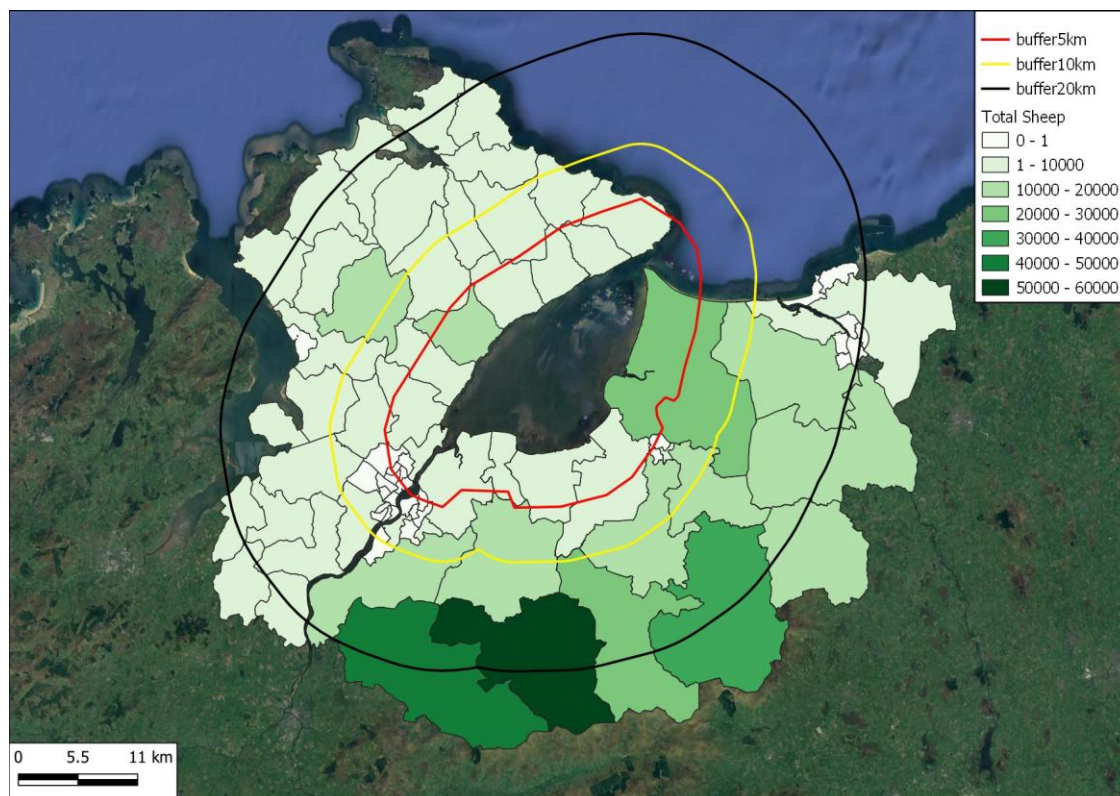 buffer5km
buffer10km
buffer20km
Total Sheep
0 - 1
1 - 10000
10000 - 20000
20000 - 30000
30000 - 40000
40000 - 50000
50000 - 60000
0 5.5 11 km